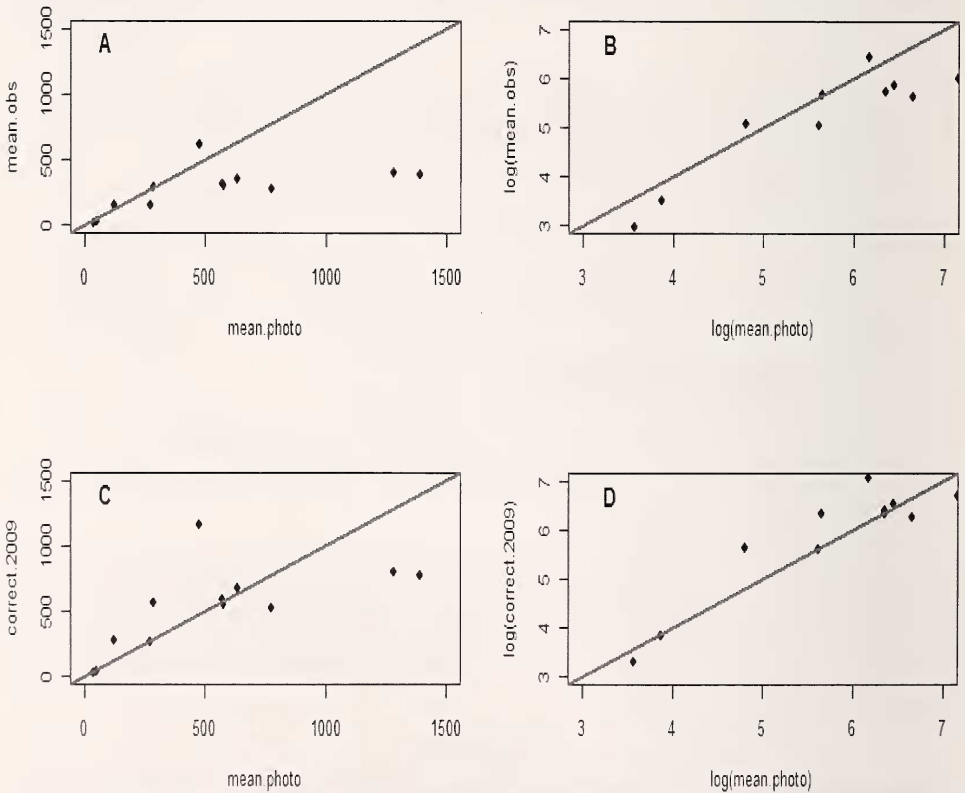 A
mean.obs
0 500 1000 1500
0 500 1000 1500
mean.photo
B
log(mean.obs)
3 4 5 6 7
3 4 5 6 7
log(mean.photo)
C
correct.2009
0 500 1000 1500
0 500 1000 1500
mean.photo
D
log(correct.2009)
3 4 5 6 7
3 4 5 6 7
log(mean.photo)